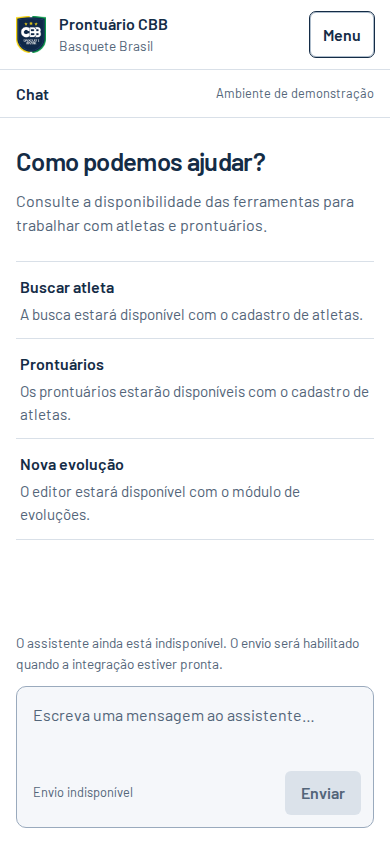 CBB
Prontuário CBB
Basquete Brasil
Menu
Chat
Ambiente de demonstração
Como podemos ajudar?
Consulte a disponibilidade das ferramentas para
trabalhar com atletas e prontuários.
Buscar atleta
A busca estará disponível com o cadastro de atletas.
Prontuários
Os prontuários estarão disponíveis com o cadastro de
atletas.
Nova evolução
O editor estará disponível com o módulo de
evoluções.
O assistente ainda está indisponível. O envio será habilitado
quando a integração estiver pronta.
Escreva uma mensagem ao assistente...
Envio indisponível
Enviar